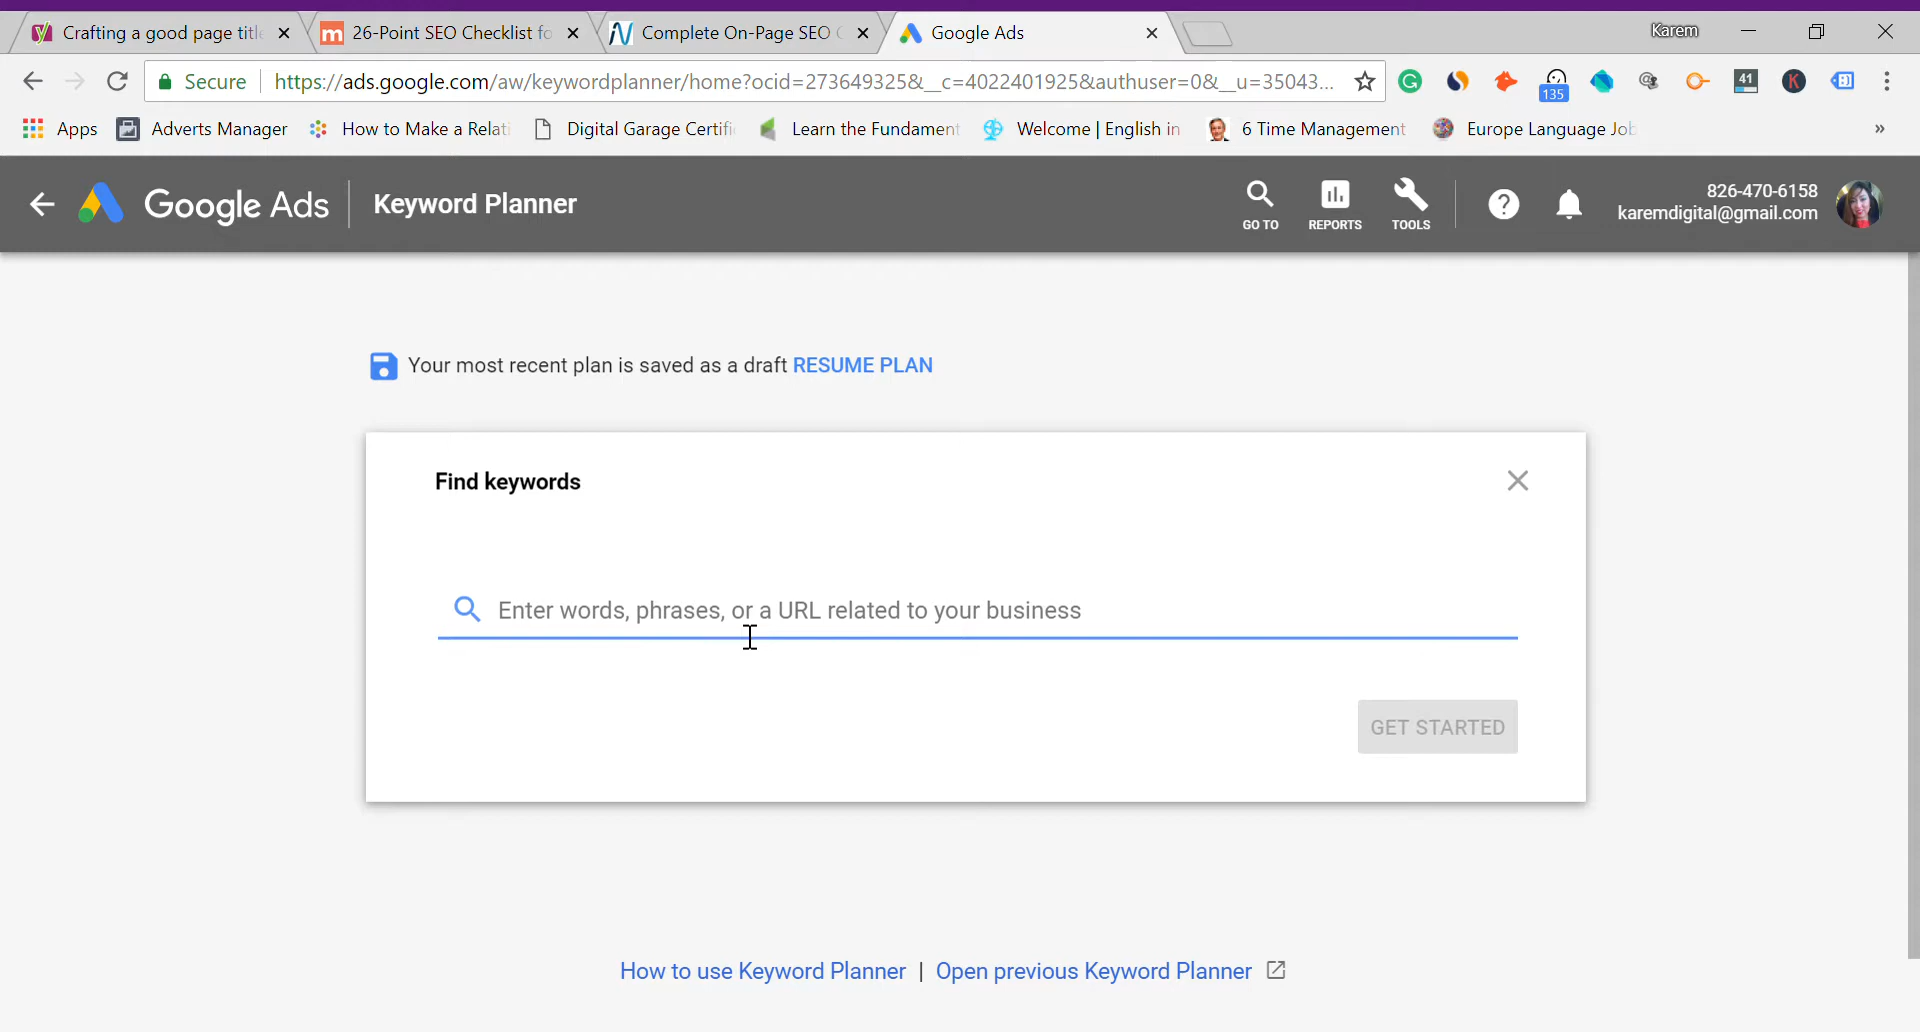 Crafting a good page title
26-Point SEO Checklist fo
Complete On-Page SEO C
Google Ads
Karem
Secure
https://ads.google.com/aw/keywordplanner/home?ocid=273649325&__c=4022401925&authuser=0&__u=35043...
135
41
K
Apps
Adverts Manager
How to Make a Relati
Digital Garage Certifi
Learn the Fundament
Welcome | English in
6 Time Management
Europe Language Job
»
Google Ads
Keyword Planner
GO TO
REPORTS
TOOLS
826-470-6158
karemdigital@gmail.com
Your most recent plan is saved as a draft RESUME PLAN
Find keywords
Enter words, phrases, or a URL related to your business
GET STARTED
How to use Keyword Planner | Open previous Keyword Planner